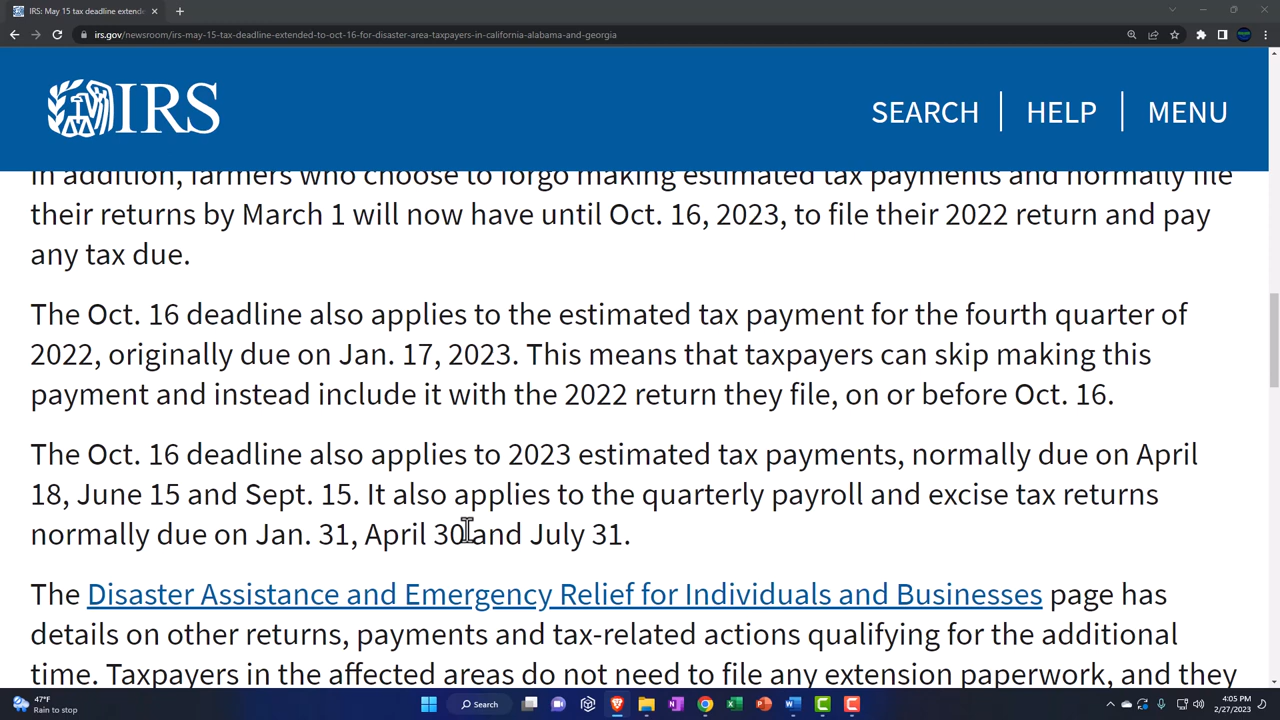 IRS: May 15 tax deadline extend
irs.gov/newsroom/irs-may-15-tax-deadline-extended-to-oct-16-for-disaster-area-taxpayers-in-california-alabama-and-georgia
IRS
SEARCH HELP MENU
In addition, farmers who choose to forgo making estimated tax payments and normally file
their returns by March 1 will now have until Oct. 16, 2023, to file their 2022 return and pay
any tax due.
The Oct. 16 deadline also applies to the estimated tax payment for the fourth quarter of
2022, originally due on Jan. 17, 2023. This means that taxpayers can skip making this
payment and instead include it with the 2022 return they file, on or before Oct. 16.
The Oct. 16 deadline also applies to 2023 estimated tax payments, normally due on April
18, June 15 and Sept. 15. It also applies to the quarterly payroll and excise tax returns
normally due on Jan. 31, April 30 and July 31.
The Disaster Assistance and Emergency Relief for Individuals and Businesses page has
details on other returns, payments and tax-related actions qualifying for the additional
time. Taxpayers in the affected areas do not need to file any extension paperwork, and they
47°F
Rain to stop
Search
4:05 PM
2/27/2023